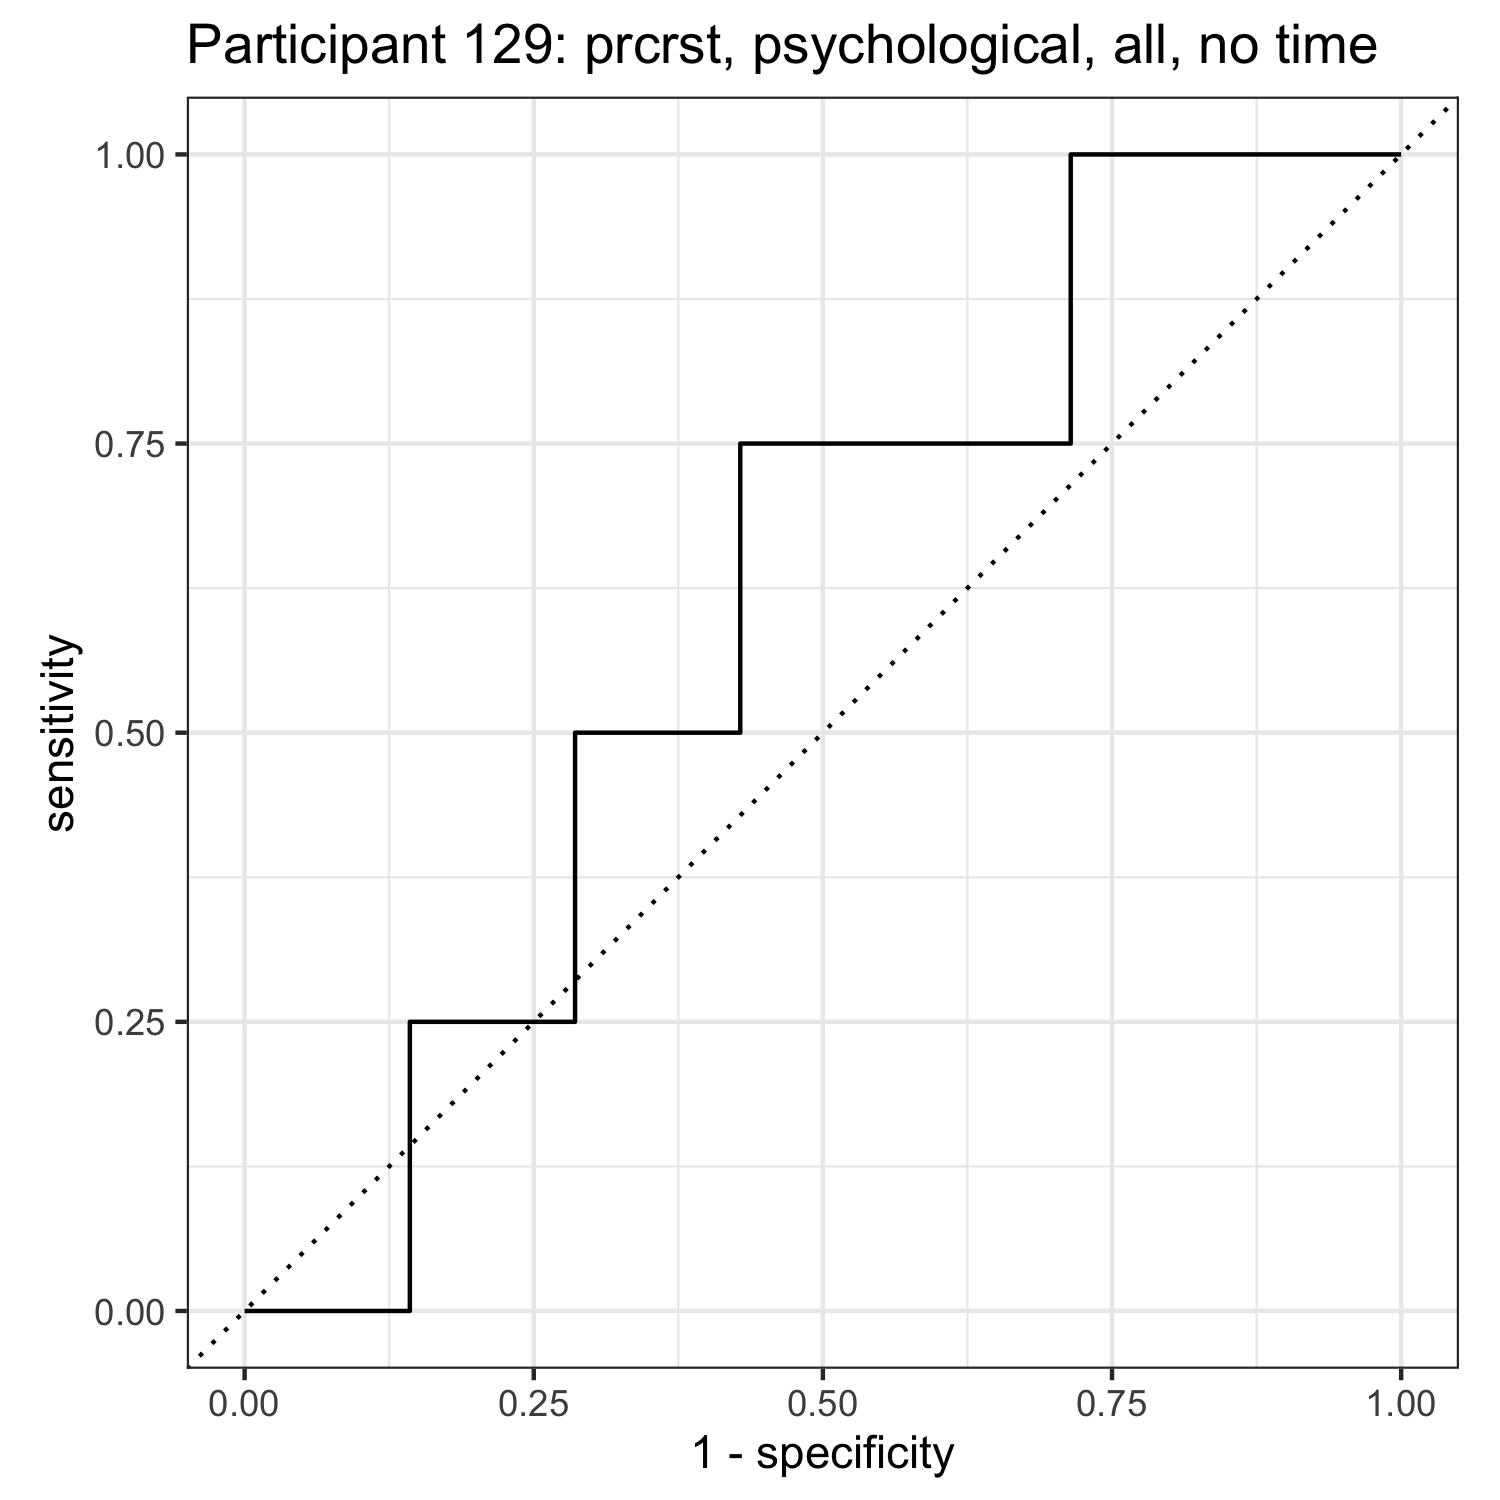 Participant 129: prcrst, psychological, all, no time
1.00
0.75
0.50
0.25
0.00
sensitivity
0.00 0.25 0.50 0.75 1.00
1 - specificity